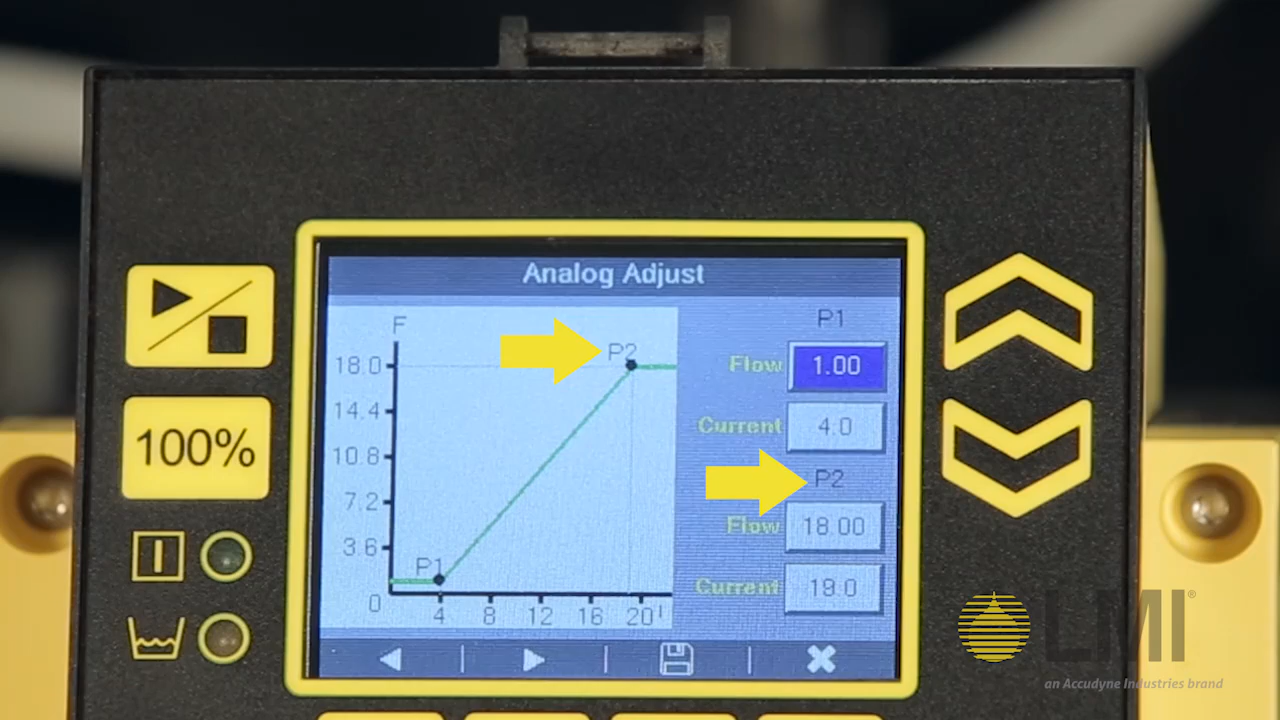 Analog Adjust
F
18.0
14.4
10.8
7.2
3.6
0
4 8 12 16 20 I
P1
P2
P1
Flow 1.00
Current 4.0
P2
Flow 18.00
Current 19.0
100%
LMI®
an Accudyne Industries brand